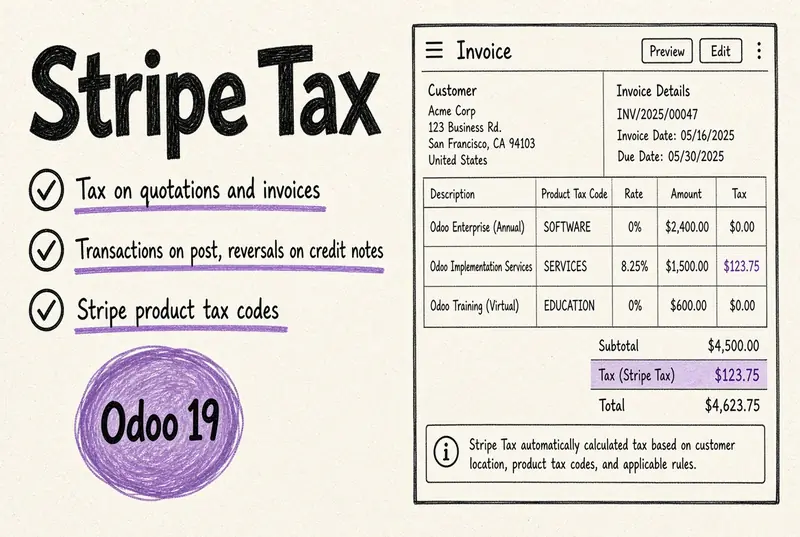 Stripe Tax
Tax on quotations and invoices
Transactions on post, reversals on credit notes
Stripe product tax codes
Odoo 19
Invoice
Preview
Edit
Customer
Acme Corp
123 Business Rd.
San Francisco, CA 94103
United States
Invoice Details
INV/2025/00047
Invoice Date: 05/16/2025
Due Date: 05/30/2025
Description Product Tax Code Rate Amount Tax
Odoo Enterprise (Annual) SOFTWARE 0% $2,400.00 $0.00
Odoo Implementation Services SERVICES 8.25% $1,500.00 $123.75
Odoo Training (Virtual) EDUCATION 0% $600.00 $0.00
Subtotal $4,500.00
Tax (Stripe Tax) $123.75
Total $4,623.75
Stripe Tax automatically calculated tax based on customer
location, product tax codes, and applicable rules.